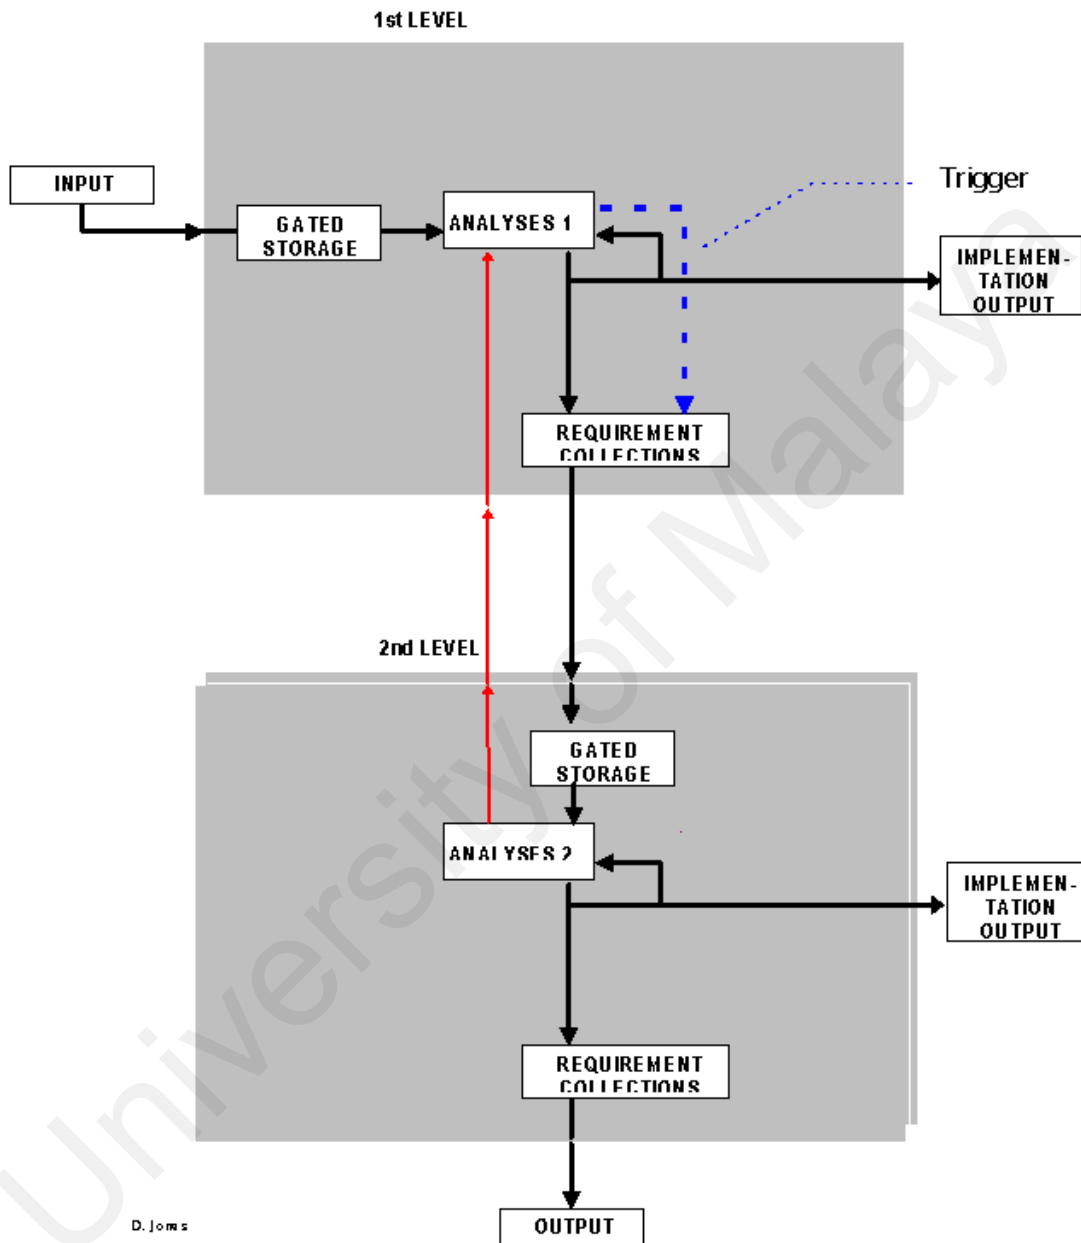 1st LEVEL
INPUT
GATED
STORAGE
ANALYSES 1
Trigger
IMPLEMEN-
TATION
OUTPUT
REQUIREMENT
COLLECTIONS
2nd LEVEL
GATED
STORAGE
ANALYSES 2
IMPLEMEN-
TATION
OUTPUT
REQUIREMENT
COLLECTIONS
OUTPUT
D. Jones
University of Malaya